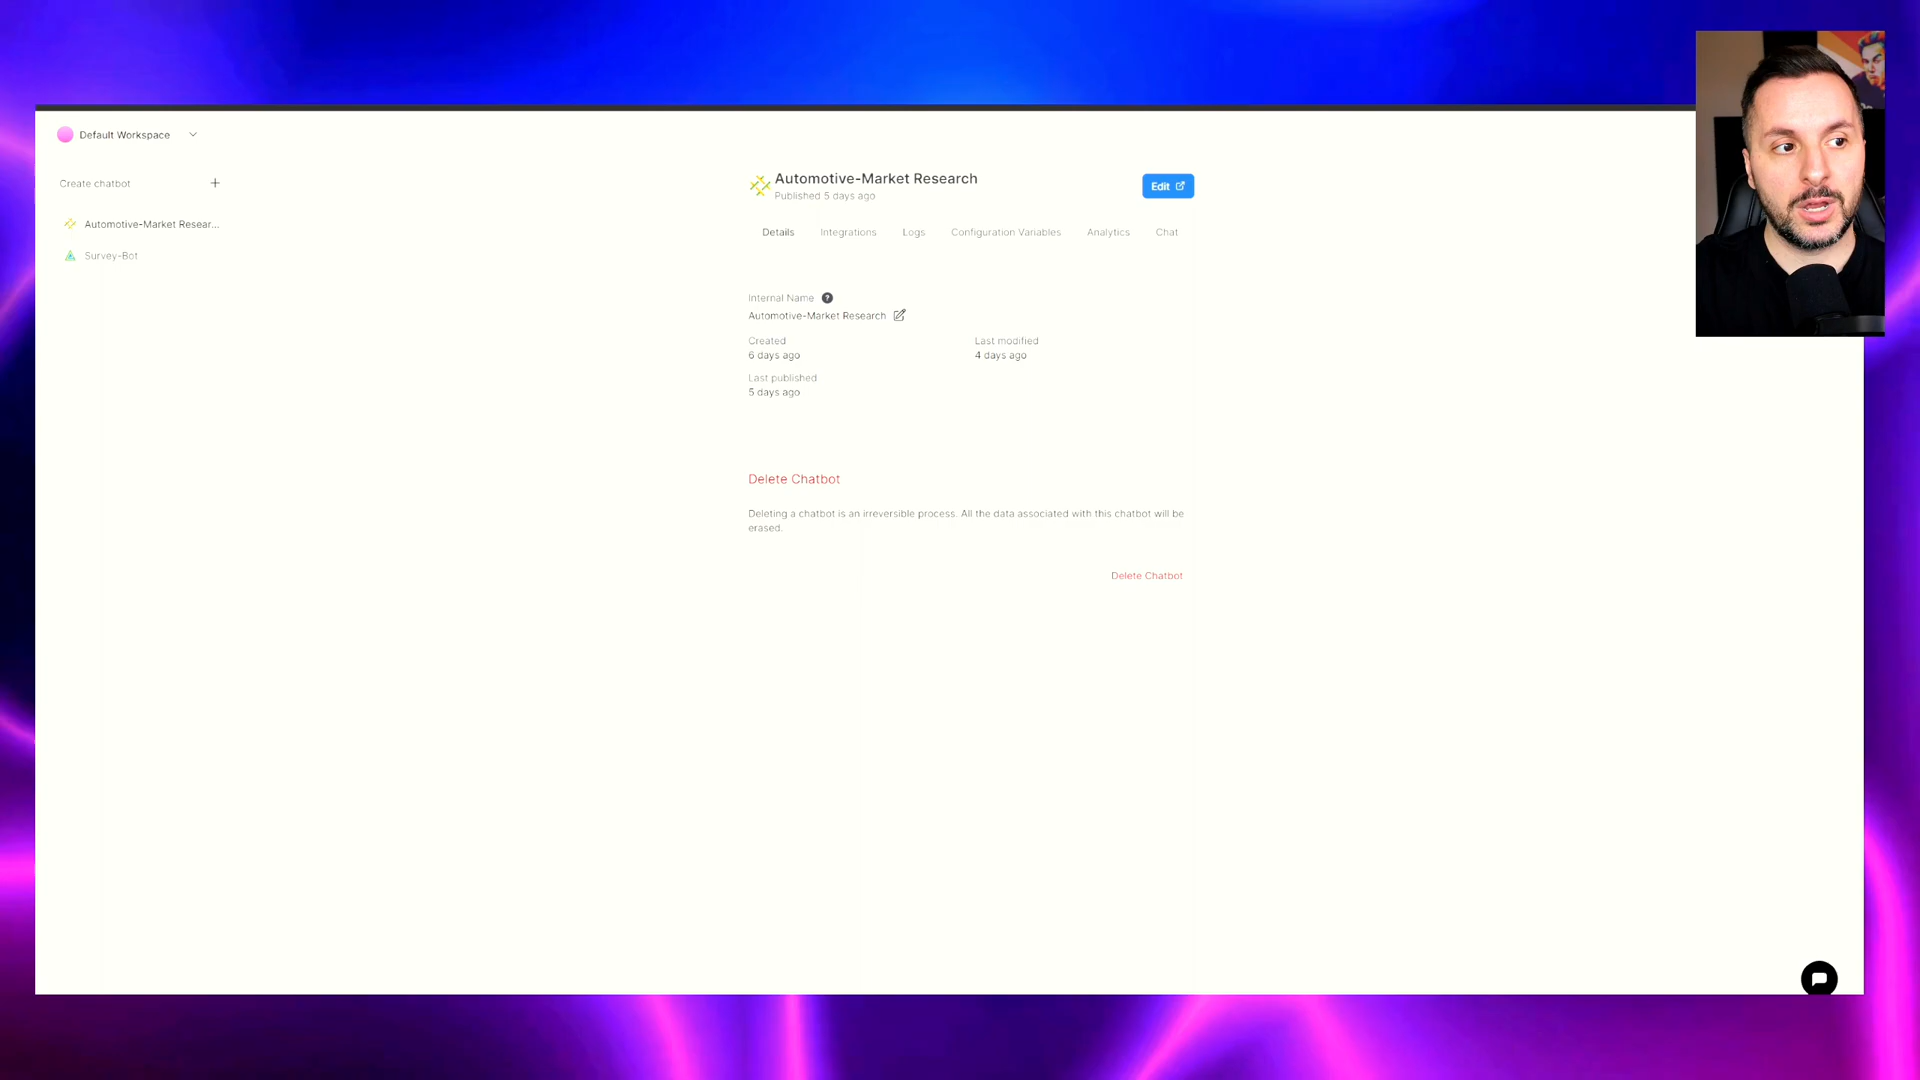 Default Workspace
Create chatbot
Automotive-Market Resear...
Survey-Bot
Automotive-Market Research
Published 5 days ago
Edit
Details Integrations Logs Configuration Variables Analytics Chat
Internal Name
Automotive-Market Research
Created Last modified
6 days ago 4 days ago
Last published
5 days ago
Delete Chatbot
Deleting a chatbot is an irreversible process. All the data associated with this chatbot will be
erased.
Delete Chatbot